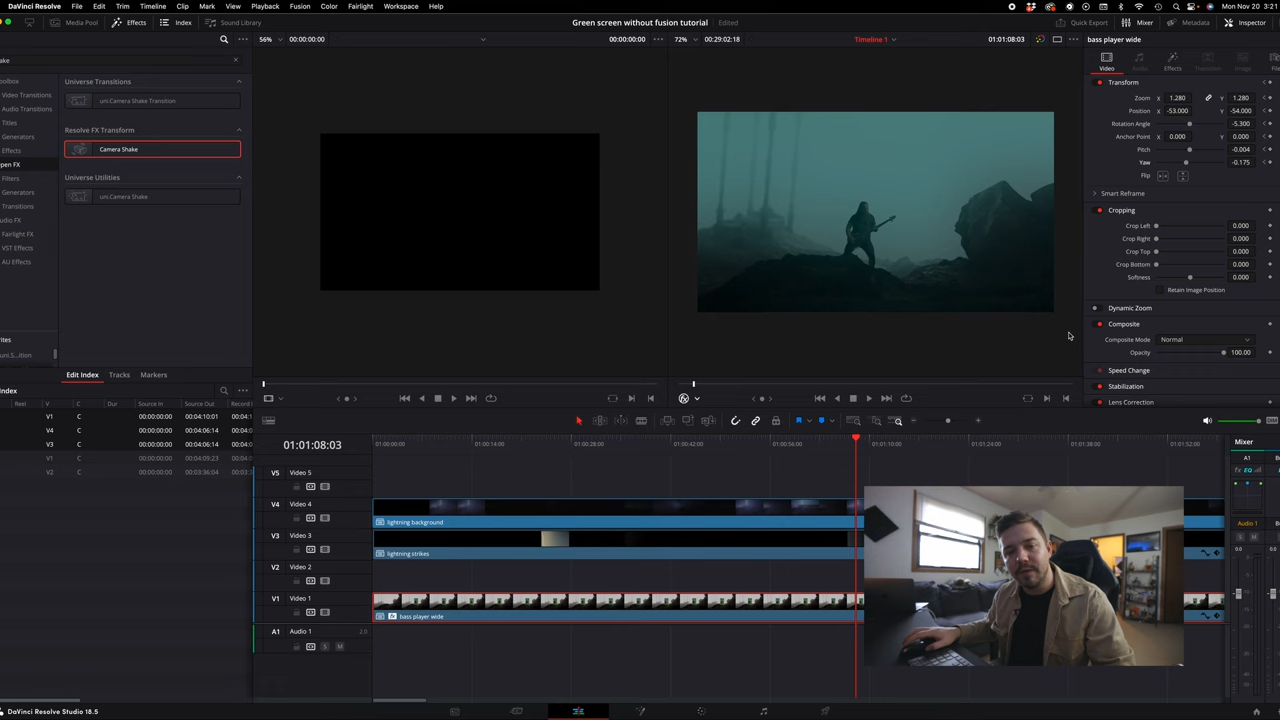 DaVinci Resolve File Edit Trim Timeline Clip Mark View Playback Fusion Color Fairlight Workspace Help Mon Nov 20 3:21
Media Pool Effects Index Sound Library Green screen without fusion tutorial Edited Quick Export Mixer Metadata Inspector
56% 00:00:00:00 00:00:00:00 72% 00:29:02:18 Timeline 1 01:01:08:03 bass player wide
ake
Video Audio Effects Transition Image File
oolbox
Video Transitions
Audio Transitions
Titles
Generators
Effects
pen FX
Filters
Generators
Transitions
udio FX
Fairlight FX
VST Effects
AU Effects
rites
uni.S...ition
Universe Transitions
uni.Camera Shake Transition
Resolve FX Transform
Camera Shake
Universe Utilities
uni.Camera Shake
Transform
Zoom X 1.280 Y 1.280
Position X -53.000 Y -54.000
Rotation Angle -5.300
Anchor Point X 0.000 Y 0.000
Pitch -0.004
Yaw -0.175
Flip
Smart Reframe
Cropping
Crop Left 0.000
Crop Right 0.000
Crop Top 0.000
Crop Bottom 0.000
Softness 0.000
Retain Image Position
Dynamic Zoom
Composite
Composite Mode Normal
Opacity 100.00
Speed Change
Stabilization
Lens Correction
Edit Index Tracks Markers
Index
Reel V C Dur Source In Source Out Record I
V1 C 00:00:00:00 00:04:10:01 00:04:1
V2 C 00:00:00:00 00:04:06:14 00:04:
V3 C 00:00:00:00 00:04:06:14 00:04:
V1 C 00:00:00:00 00:04:09:23 00:04:
V2 C 00:00:00:00 00:03:36:04 00:03:
01:01:08:03
01:00:00:00 01:00:14:00 01:00:28:00 01:00:42:00 01:00:56:00 01:01:10:00 01:01:24:00 01:01:38:00 01:01:52:00
V5 Video 5
V4 Video 4
lightning background
V3 Video 3
lightning strikes
V2 Video 2
V1 Video 1
bass player wide
A1 Audio 1 2.0
S M
Mixer
A1
fx EQ
Audio 1
S M
0.0
DaVinci Resolve Studio 18.5